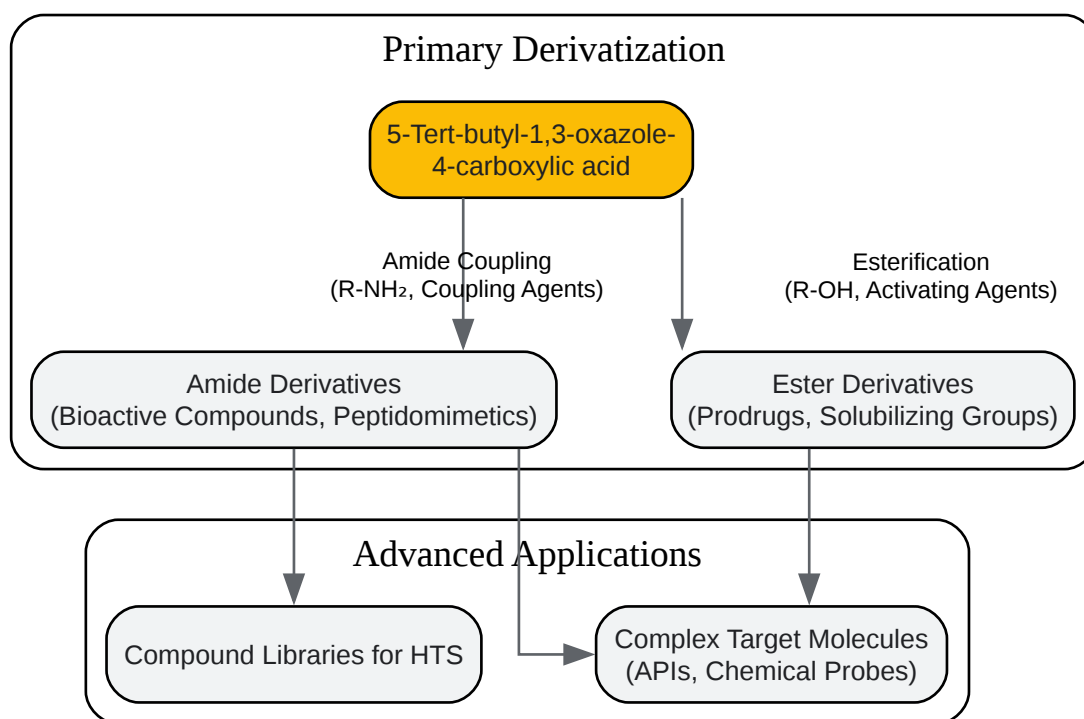 Primary Derivatization
5-Tert-butyl-1,3-oxazole-
4-carboxylic acid
Amide Coupling
(R-NH₂, Coupling Agents)
Esterification
(R-OH, Activating Agents)
Amide Derivatives
(Bioactive Compounds, Peptidomimetics)
Ester Derivatives
(Prodrugs, Solubilizing Groups)
Advanced Applications
Compound Libraries for HTS
Complex Target Molecules
(APIs, Chemical Probes)